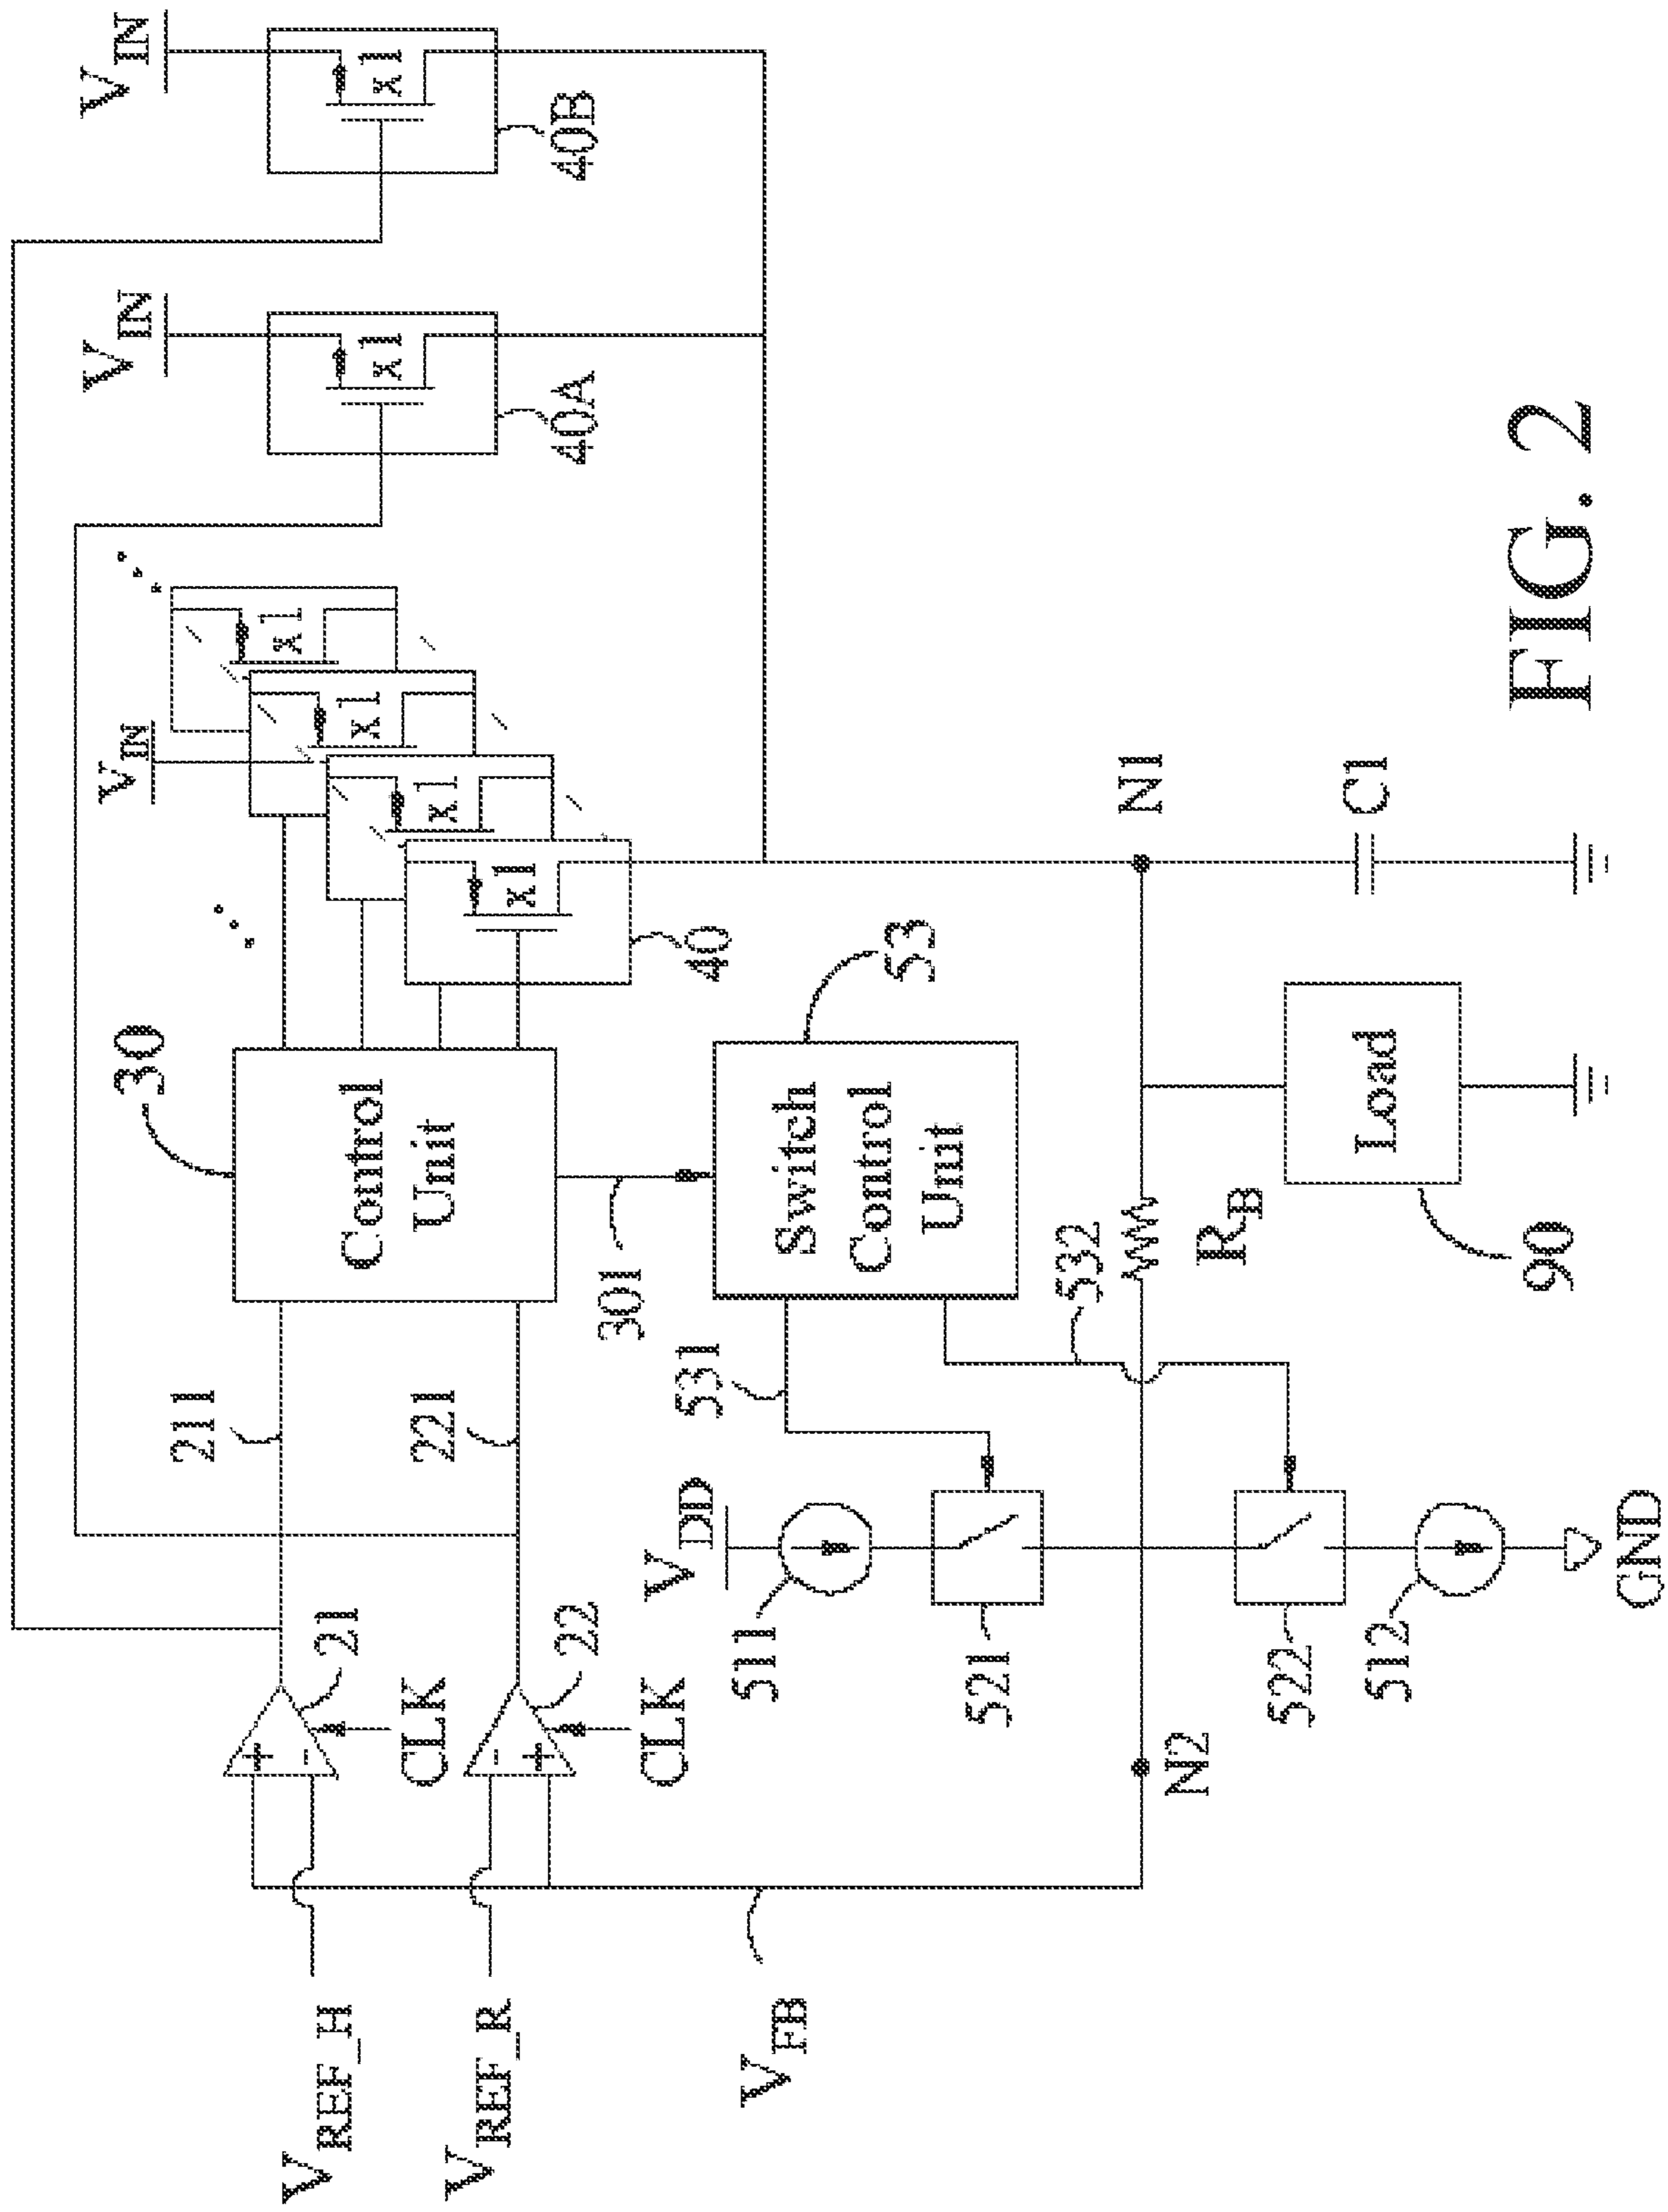 V_IN
V_IN
V_IN
x1
x1
x1
x1
x1
x1
40A
40B
30
Control
Unit
40
211
221
21
22
CLK
CLK
V_REF_H
V_REF_R
V_FB
301
Switch
Control
Unit
53
531
532
V_DD
511
521
522
512
GND
N2
R_B
N1
C1
Load
90
FIG. 2
+
-
-
+